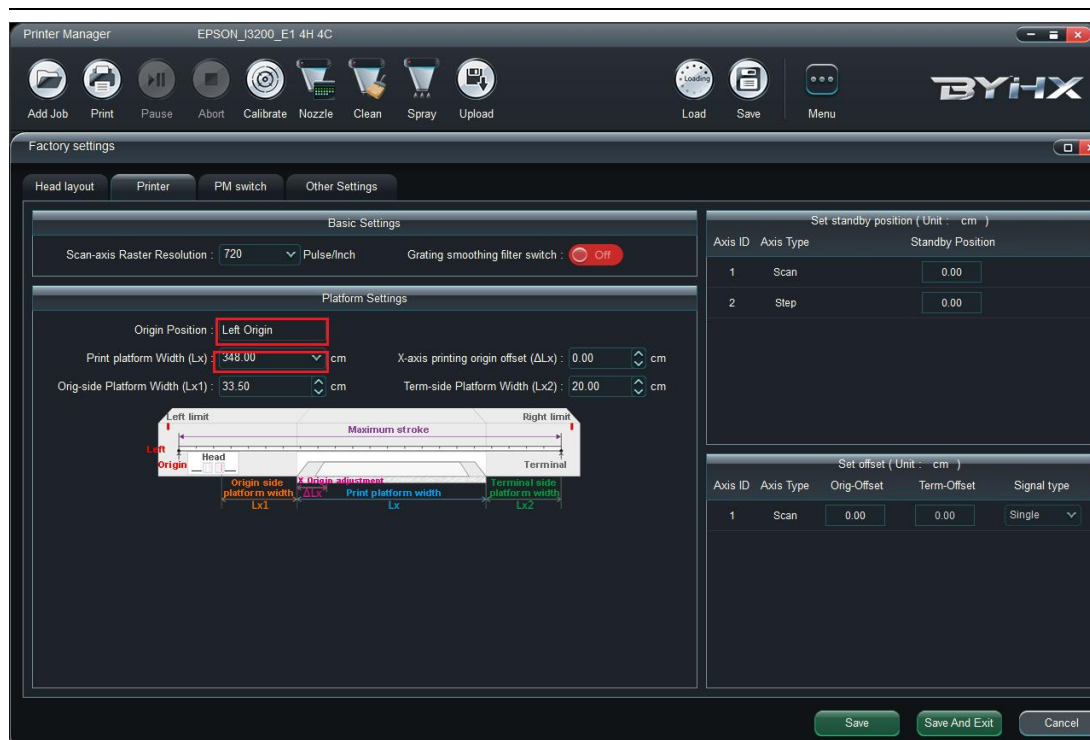 Printer Manager EPSON_I3200_E1 4H 4C
Loading
Add Job Print Pause Abort Calibrate Nozzle Clean Spray Upload Load Save Menu
BYHX
Factory settings
Head layout Printer PM switch Other Settings
Basic Settings
Scan-axis Raster Resolution : 720 Pulse/Inch Grating smoothing filter switch : Off
Platform Settings
Origin Position : Left Origin
Print platform Width (Lx) : 348.00 cm X-axis printing origin offset (ΔLx) : 0.00 cm
Orig-side Platform Width (Lx1) : 33.50 cm Term-side Platform Width (Lx2) : 20.00 cm
Left limit Right limit
Maximum stroke
Left
Origin Head Terminal
Origin side platform width Lx1
X Origin adjustment
ΔLx
Print platform width
Lx
Terminal side platform width Lx2
Set standby position ( Unit : cm )
Axis ID Axis Type Standby Position
1 Scan 0.00
2 Step 0.00
Set offset ( Unit : cm )
Axis ID Axis Type Orig-Offset Term-Offset Signal type
1 Scan 0.00 0.00 Single
Save Save And Exit Cancel